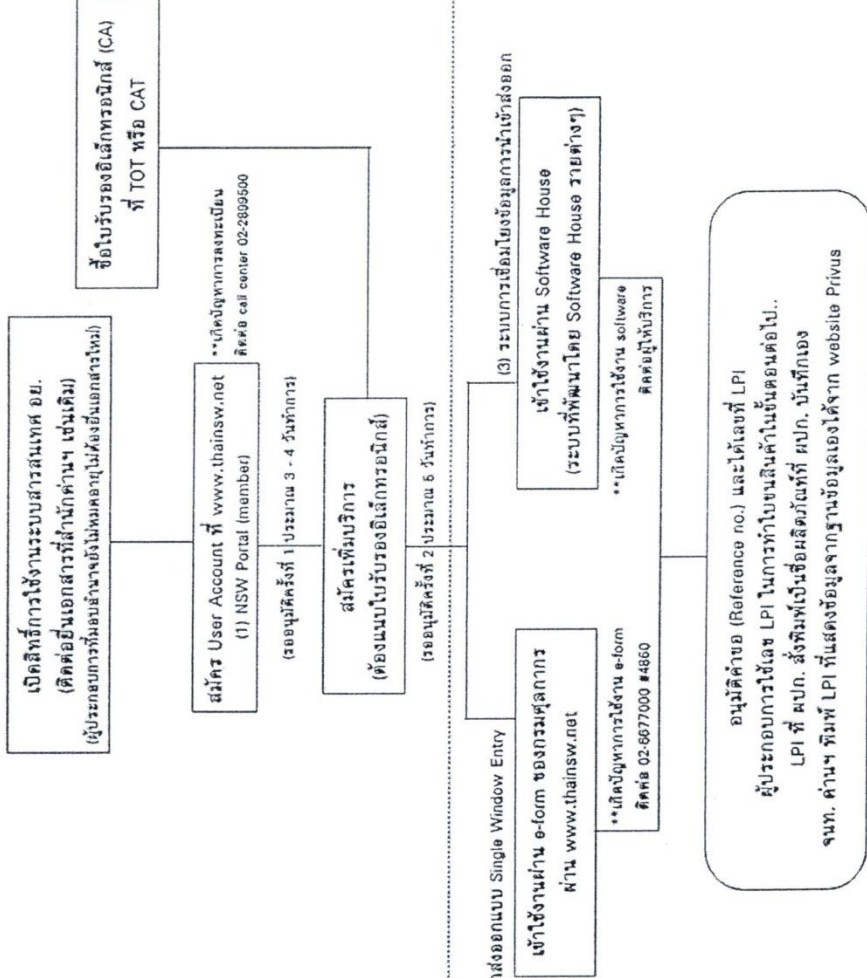 เปิดสิทธิ์การใช้งานระบบสารสนเทศ อย.
(ติดต่อยื่นเอกสารที่สำนักด่านฯ เช่นเดิม)
(ผู้ประกอบการที่มอบอำนาจยังไม่หมดอายุไม่ต้องยื่นเอกสารใหม่)
ซื้อใบรับรองอิเล็กทรอนิกส์ (CA)
ที่ TOT หรือ CAT
สมัคร User Account ที่ www.thainsw.net
(1) NSW Portal (member)
**เกิดปัญหาการลงทะเบียน
ติดต่อ call center 02-2899500
(รออนุมัติครั้งที่ 1 ประมาณ 3 - 4 วันทำการ)
สมัครเพิ่มบริการ
(ต้องแนบใบรับรองอิเล็กทรอนิกส์)
(รออนุมัติครั้งที่ 2 ประมาณ 5 วันทำการ)
ส่งออกแบบ Single Window Entry
(3) ระบบการเชื่อมโยงข้อมูลการนำเข้าส่งออก
เข้าใช้งานผ่าน e-form ของกรมศุลกากร
ผ่าน www.thainsw.net
**เกิดปัญหาการใช้งาน e-form
ติดต่อ 02-6677000 #4860
เข้าใช้งานผ่าน Software House
(ระบบที่พัฒนาโดย Software House รายต่างๆ)
**เกิดปัญหาการใช้งาน software
ติดต่อผู้ให้บริการ
อนุมัติคำขอ (Reference no.) และได้เลขที่ LPI
ผู้ประกอบการใช้เลข LPI ในการทำใบขนสินค้าในขั้นตอนต่อไป..
LPI ที่ ผปก. สั่งพิมพ์เป็นชื่อผลิตภัณฑ์ที่ ผปก. บันทึกเอง
จนท. ด่านฯ พิมพ์ LPI ที่แสดงข้อมูลจากฐานข้อมูลเองได้จาก website Privus